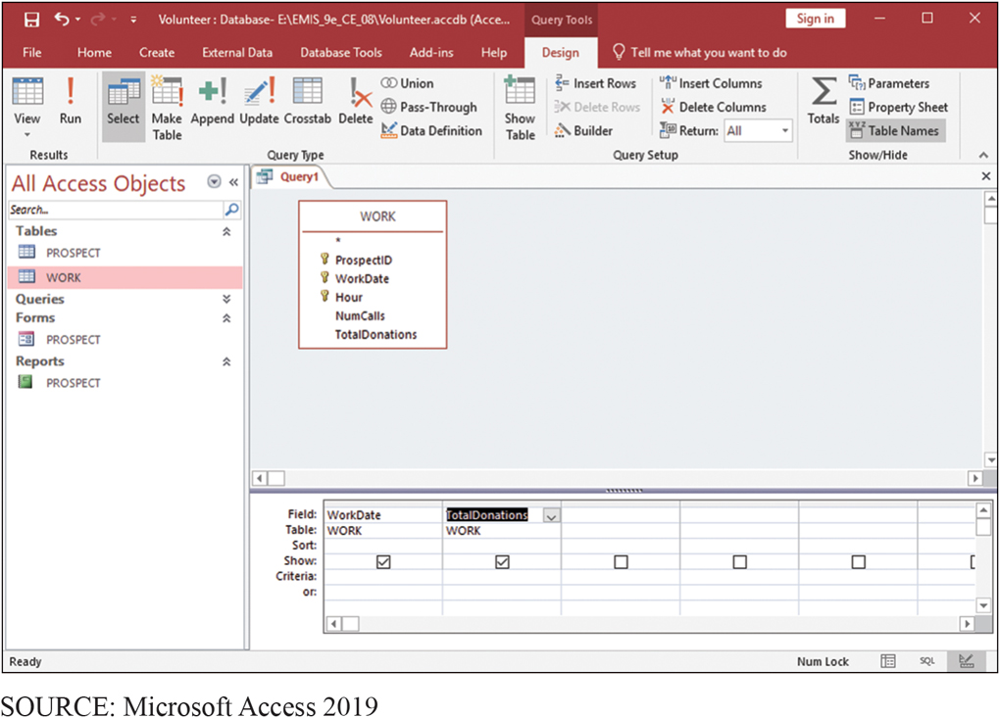 Volunteer : Database- E:\EMIS_9e_CE_08\Volunteer.accdb (Acce...
Query Tools
Sign in
File Home Create External Data Database Tools Add-ins Help Design Tell me what you want to do
View
Run
Results
Select
Make Table
Append
Update
Crosstab
Delete
Union
Pass-Through
Data Definition
Query Type
Show Table
Insert Rows
Delete Rows
Builder
Insert Columns
Delete Columns
Return: All
Query Setup
Totals
XYZ
Parameters
Property Sheet
Table Names
Show/Hide
All Access Objects
Search...
Tables
PROSPECT
WORK
Queries
Forms
PROSPECT
Reports
PROSPECT
Query1
WORK
*
ProspectID
WorkDate
Hour
NumCalls
TotalDonations
Field: WorkDate TotalDonations
Table: WORK WORK
Sort:
Show:
Criteria:
or:
Ready
Num Lock
SQL
SOURCE: Microsoft Access 2019